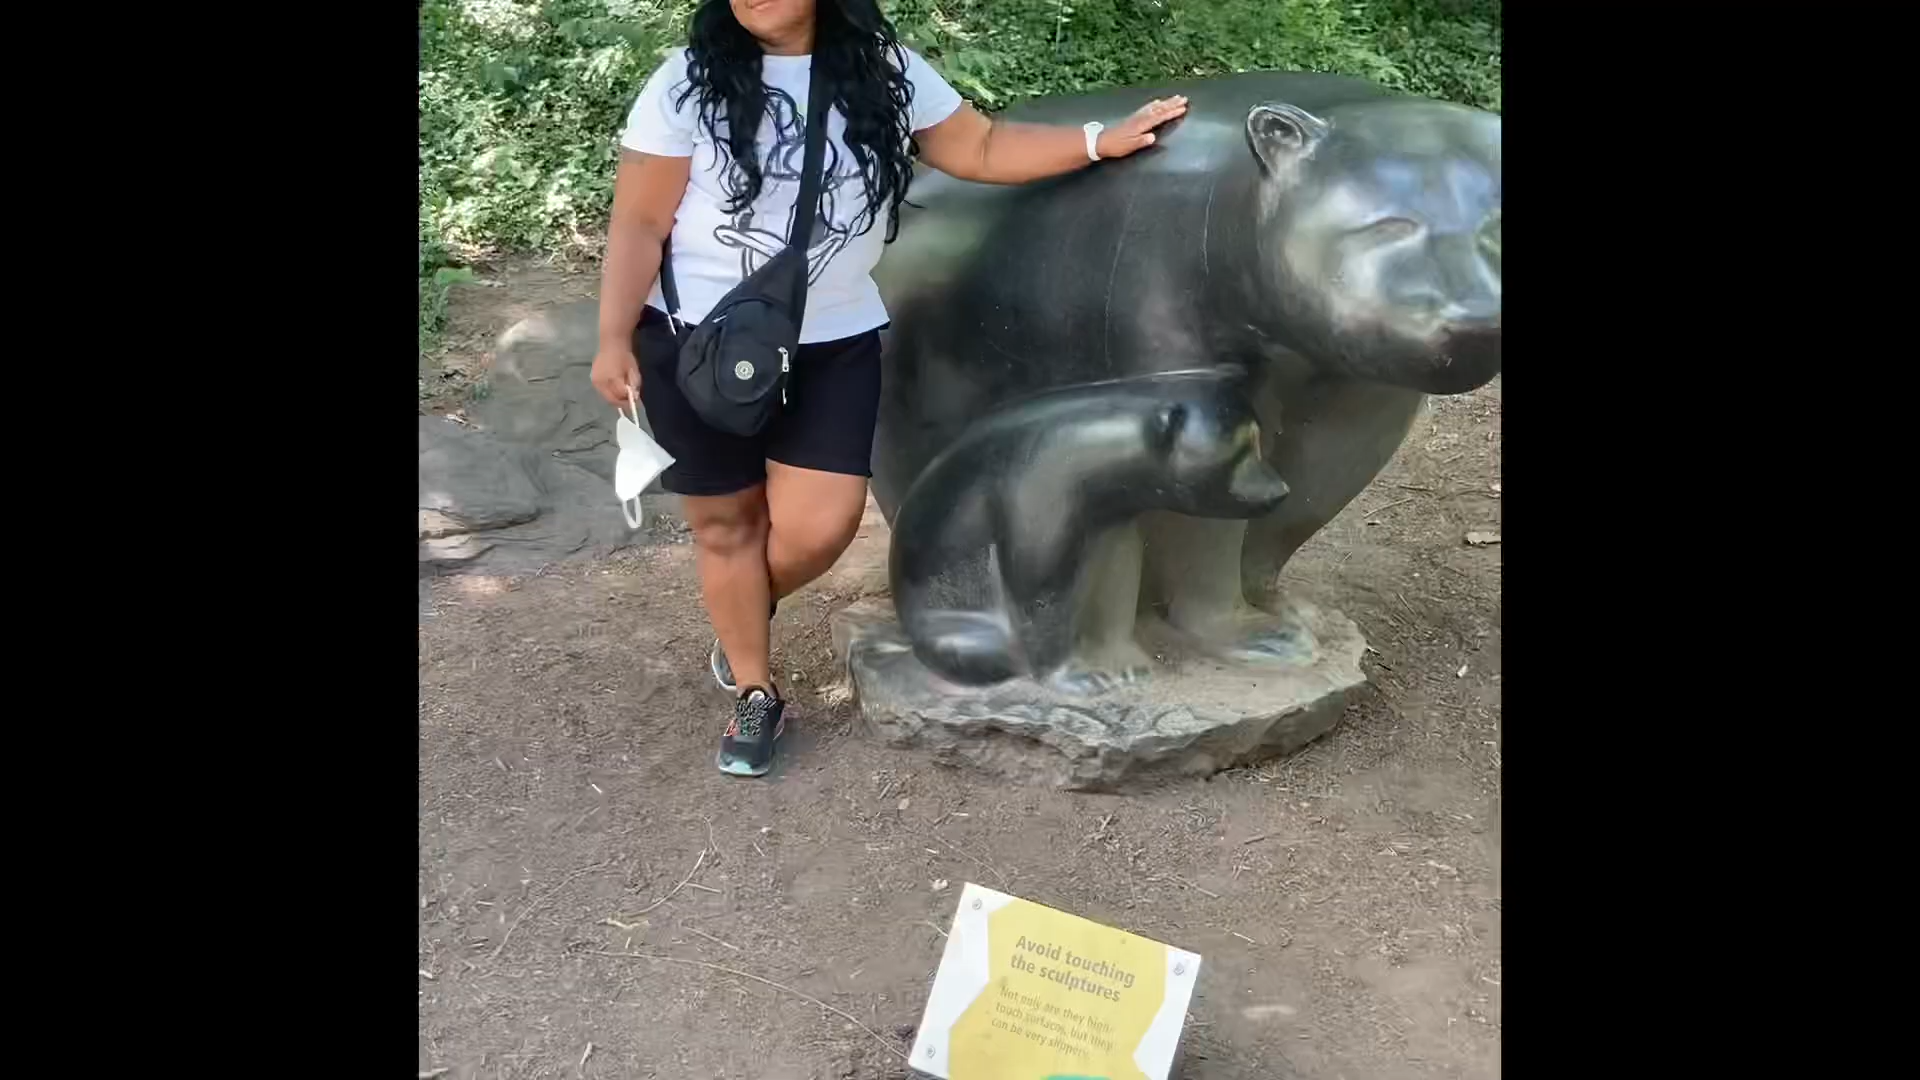 Avoid touching
the sculptures
Not only are they high-
touch surfaces, but they
can be very slippery.